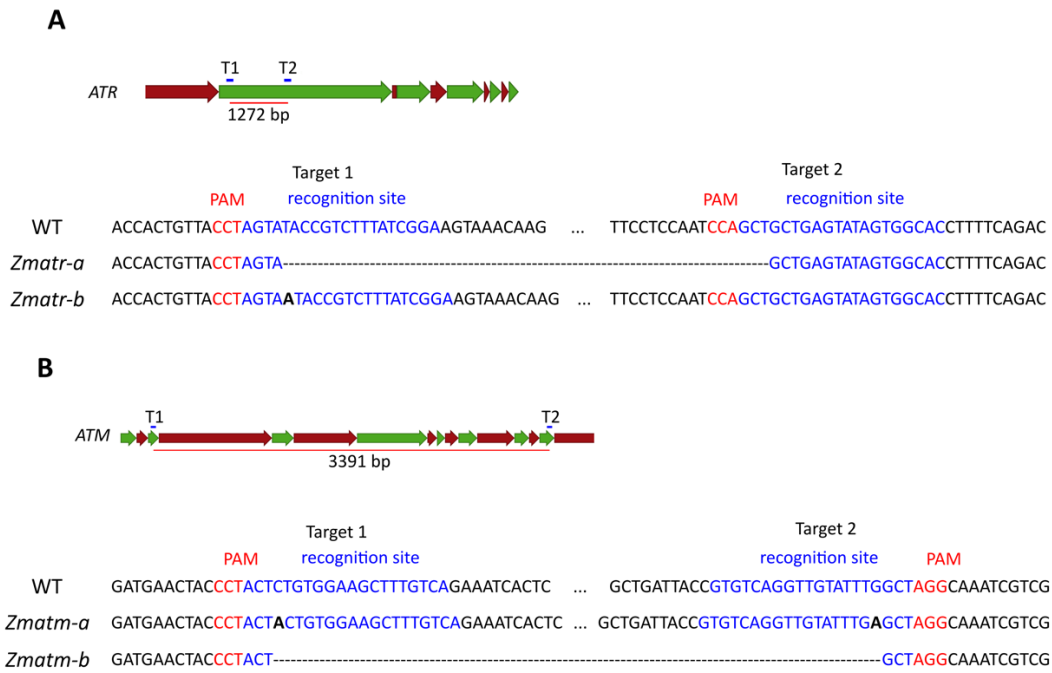 A
T1 T2
ATR
1272 bp
Target 1 Target 2
PAM recognition site PAM recognition site
WT ACCACTGTTACCTAGTATACCGTCTTTATCGGAAGTAAACAAG ... TTCCTCCAATCCAGCTGCTGAGTATAGTGGCACCTTTTCAGAC
Zmatr-a ACCACTGTTACCTAGTA--------------------------------------------------------------------------------GCTGAGTATAGTGGCACCTTTTCAGAC
Zmatr-b ACCACTGTTACCTAGTAATACCGTCTTTATCGGAAGTAAACAAG ... TTCCTCCAATCCAGCTGCTGAGTATAGTGGCACCTTTTCAGAC
B
T1 T2
ATM
3391 bp
Target 1 Target 2
PAM recognition site recognition site PAM
WT GATGAACTACCCTACTCTGTGGAAGCTTTGTCAGAAATCACTC ... GCTGATTACCGTGTCAGGTTGTATTTGGCTAGGCAAATCGTCG
Zmatm-a GATGAACTACCCTACTACTGTGGAAGCTTTGTCAGAAATCACTC ... GCTGATTACCGTGTCAGGTTGTATTTGAGCTAGGCAAATCGTCG
Zmatm-b GATGAACTACCCTACT----------------------------------------------------------------------------------------------------GCTAGGCAAATCGTCG